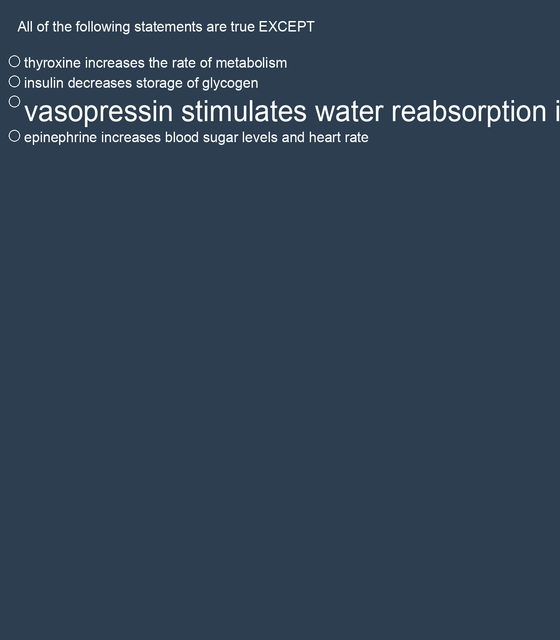 All of the following statements are true EXCEPT
thyroxine increases the rate of metabolism
insulin decreases storage of glycogen
vasopressin stimulates water reabsorption
epinephrine increases blood sugar levels and heart rate